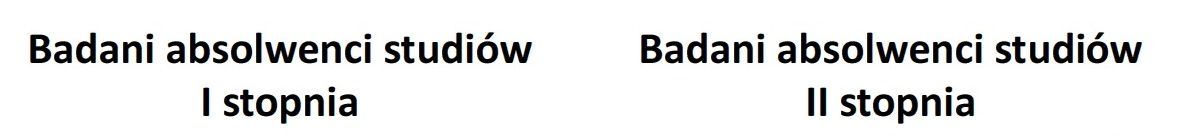 Badani absolwenci studiów
I stopnia
Badani absolwenci studiów
II stopnia